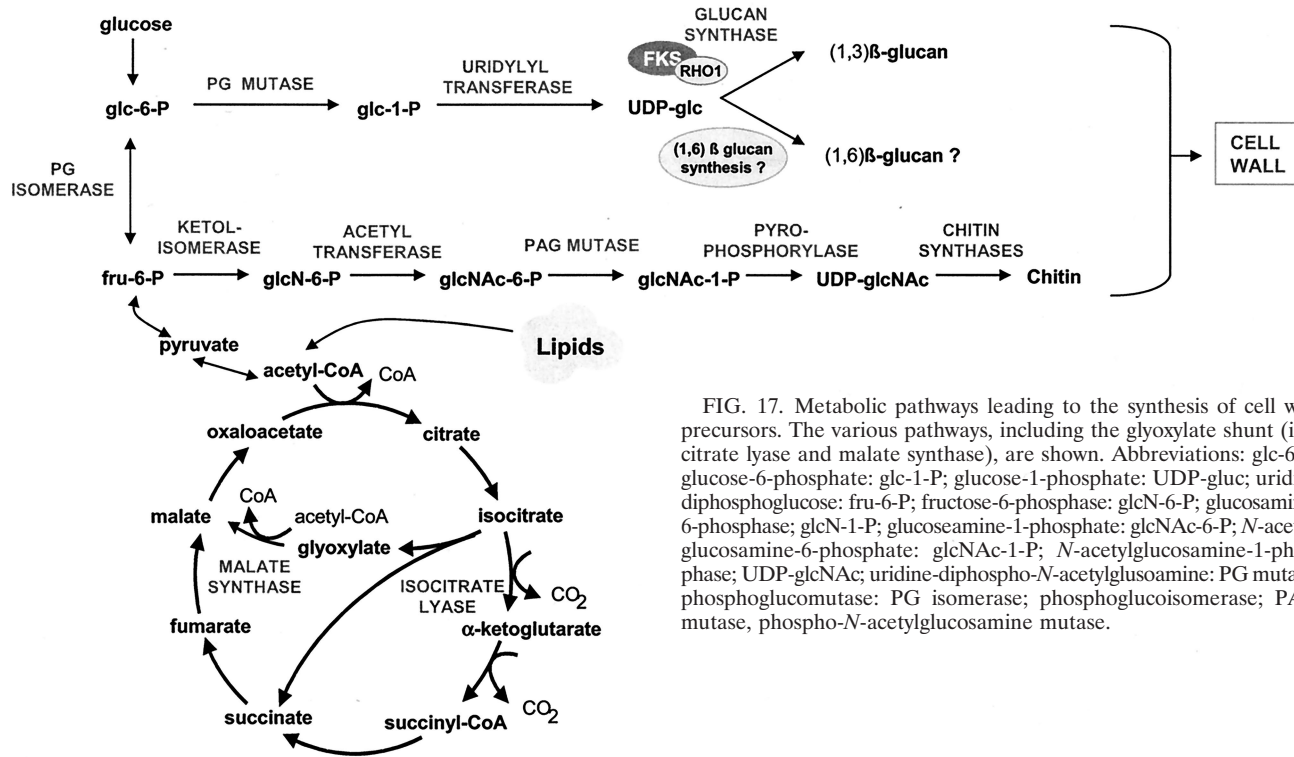 glucose
GLUCAN
SYNTHASE
FKS
RHO1
(1,3)ß-glucan
PG MUTASE
URIDYLYL
TRANSFERASE
glc-6-P
glc-1-P
UDP-glc
(1,6) ß glucan
synthesis ?
(1,6)ß-glucan ?
CELL
WALL
PG
ISOMERASE
KETOL-
ISOMERASE
ACETYL
TRANSFERASE
PAG MUTASE
PYRO-
PHOSPHORYLASE
CHITIN
SYNTHASES
fru-6-P
glcN-6-P
glcNAc-6-P
glcNAc-1-P
UDP-glcNAc
Chitin
pyruvate
Lipids
acetyl-CoA
CoA
oxaloacetate
citrate
CoA
malate
acetyl-CoA
isocitrate
glyoxylate
MALATE
SYNTHASE
ISOCITRATE
LYASE
CO2
fumarate
α-ketoglutarate
CO2
succinate
succinyl-CoA
FIG. 17. Metabolic pathways leading to the synthesis of cell w
precursors. The various pathways, including the glyoxylate shunt (i
citrate lyase and malate synthase), are shown. Abbreviations: glc-6
glucose-6-phosphate: glc-1-P; glucose-1-phosphate: UDP-gluc; urid
diphosphoglucose: fru-6-P; fructose-6-phosphase: glcN-6-P; glucosamin
6-phosphase; glcN-1-P; glucoseamine-1-phosphate: glcNAc-6-P; N-ace
glucosamine-6-phosphate: glcNAc-1-P; N-acetylglucosamine-1-ph
phase; UDP-glcNAc; uridine-diphospho-N-acetylglusoamine: PG muta
phosphoglucomutase: PG isomerase; phosphoglucoisomerase; PA
mutase, phospho-N-acetylglucosamine mutase.